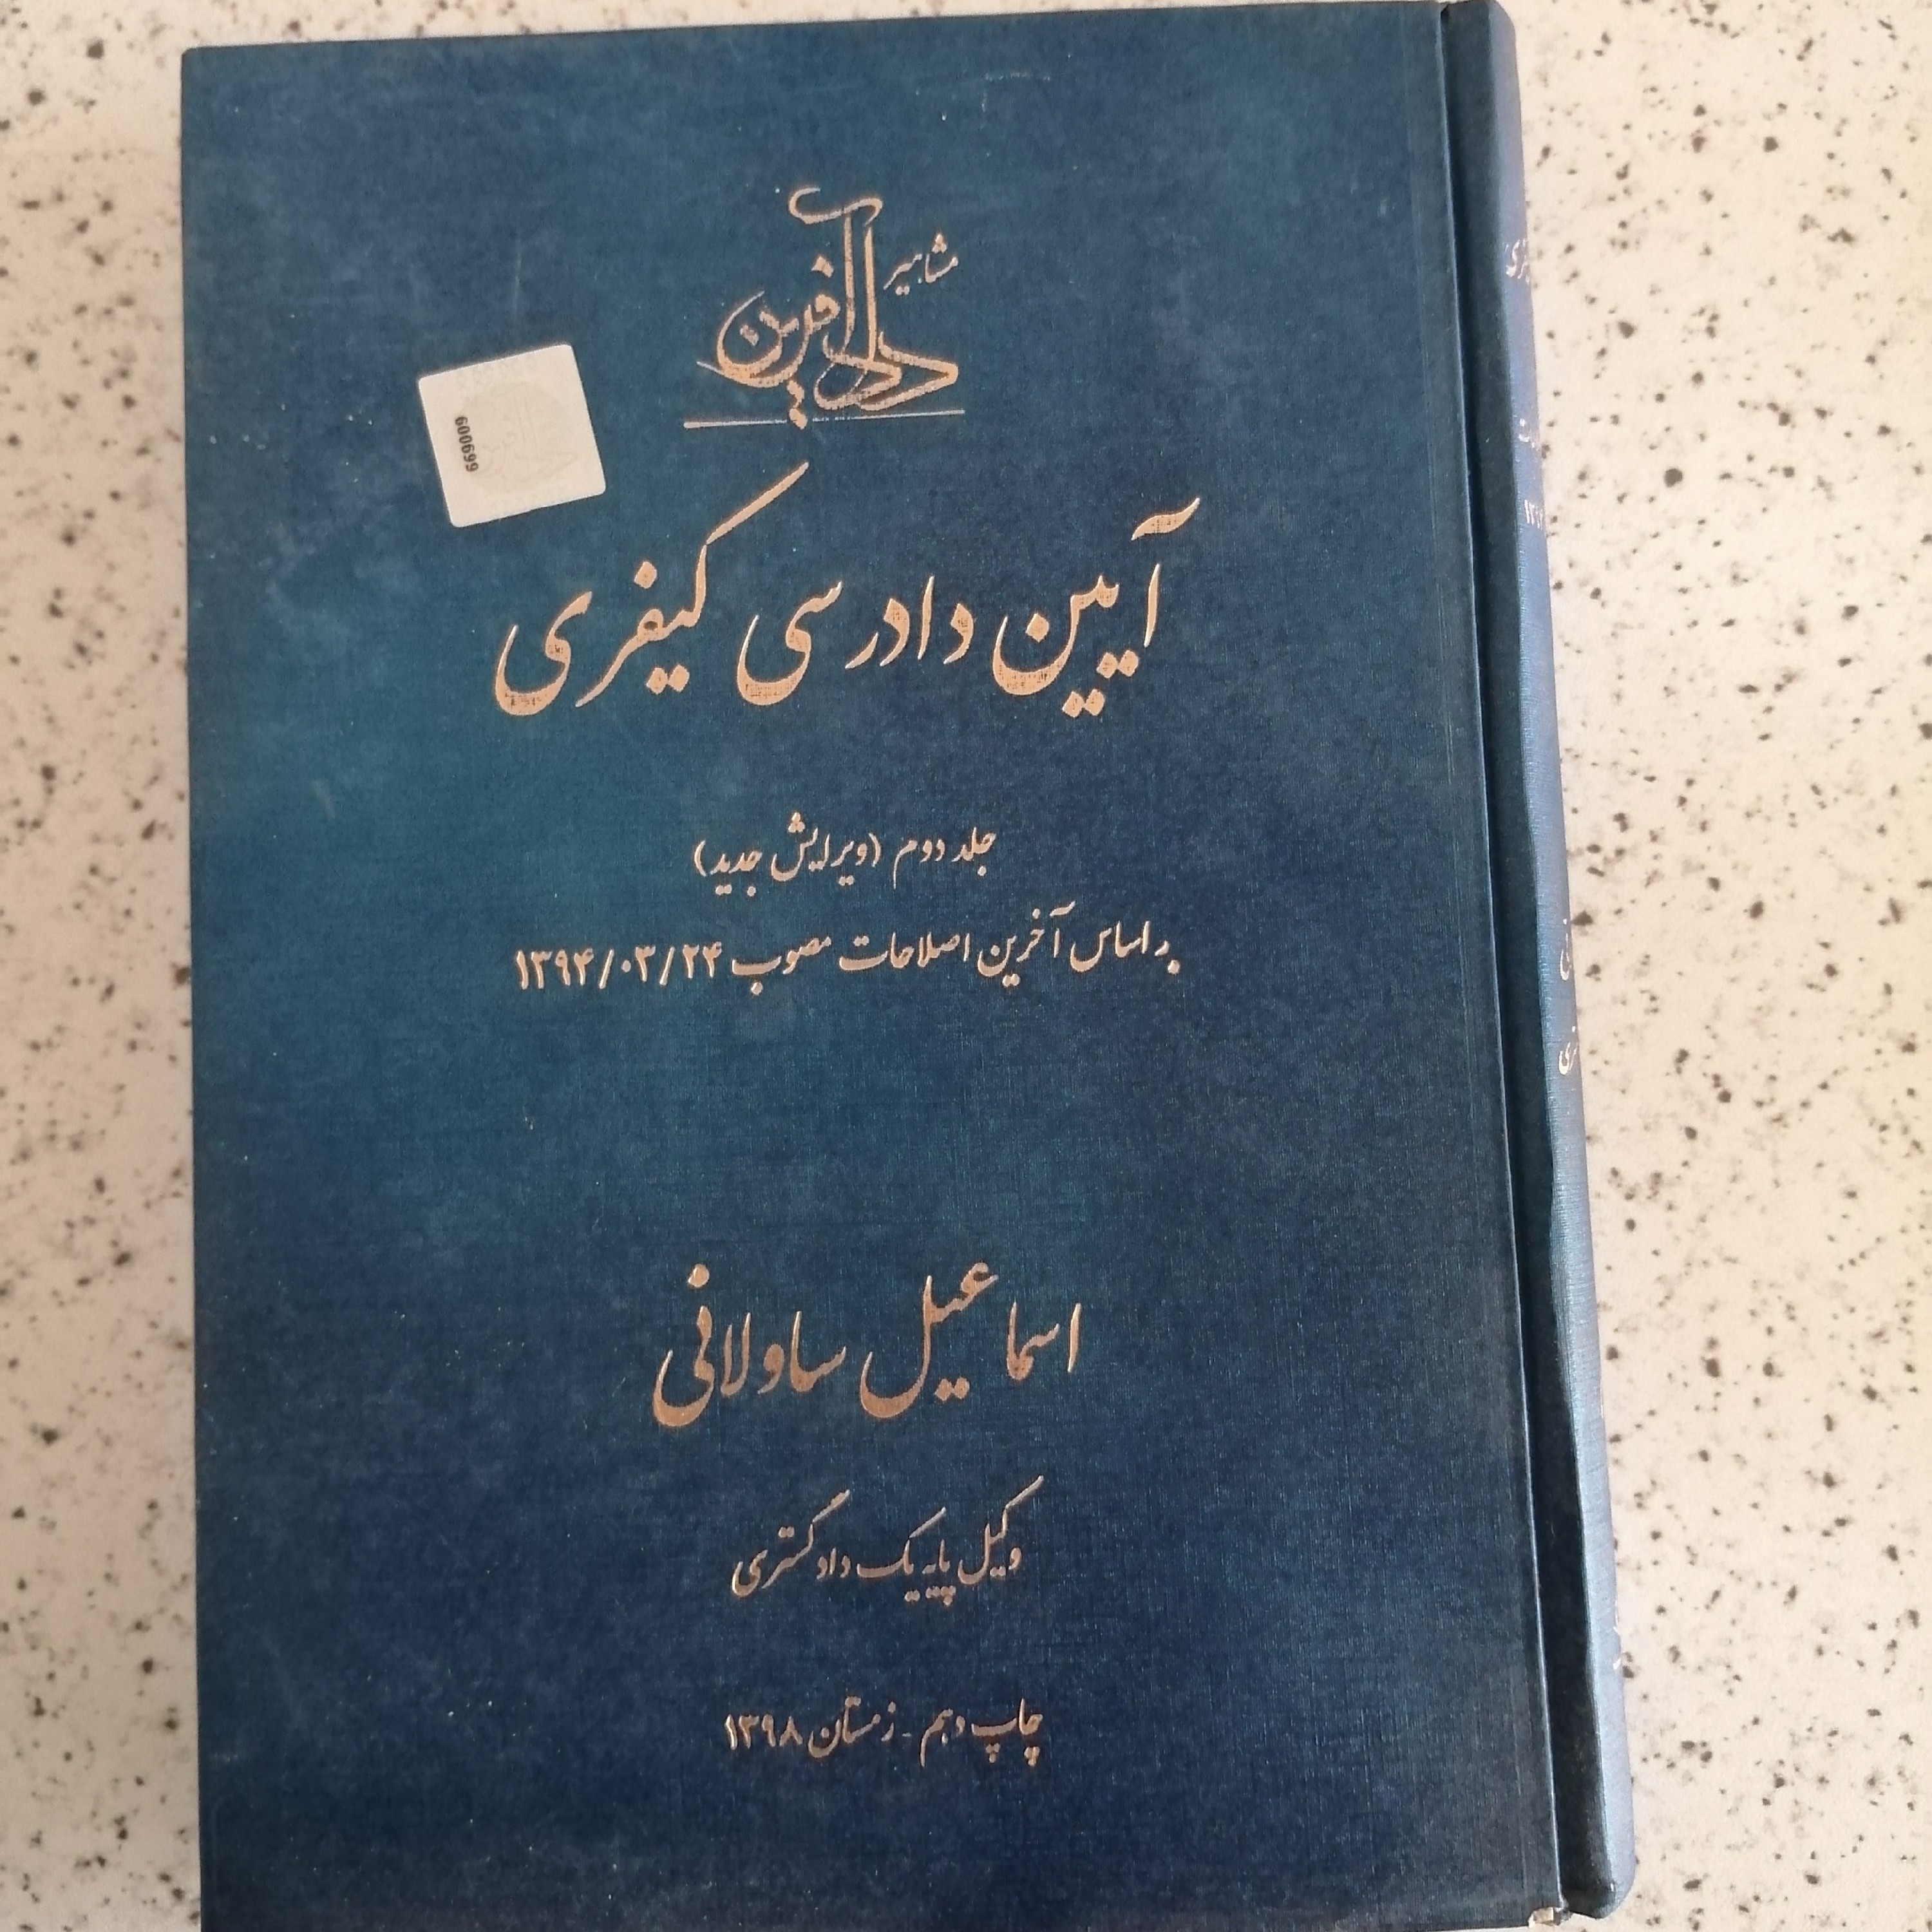 مشاهیر
دادآفرین
600699
آیین دادرسی کیفری
جلد دوم (ویرایش جدید)
بر اساس آخرین اصلاحات مصوب ۱۳۹۴/۰۳/۲۴
اسماعیل ساولانی
وکیل پایه یک دادگستری
چاپ دهم - زمستان ۱۳۹۸